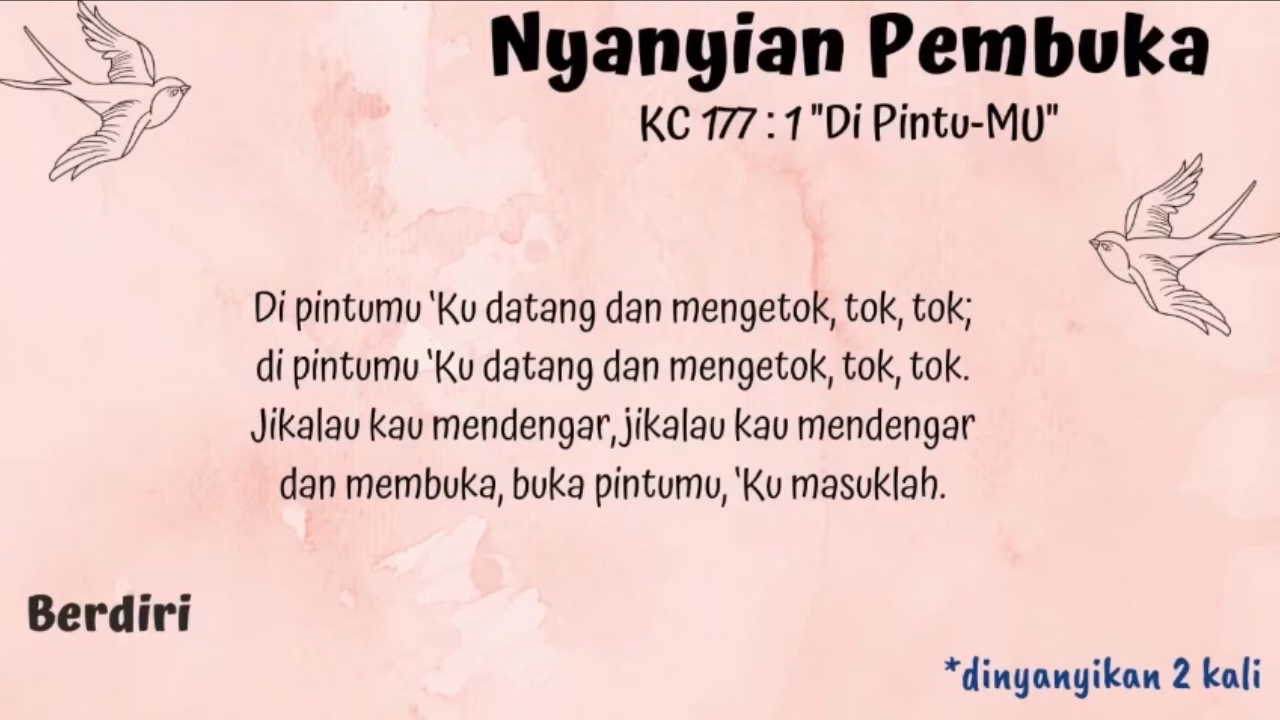 Nyanyian Pembuka
KC 177 : 1 "Di Pintu-MU"
Di pintumu 'Ku datang dan mengetok, tok, tok;
di pintumu 'Ku datang dan mengetok, tok, tok.
Jikalau kau mendengar, jikalau kau mendengar
dan membuka, buka pintumu, 'Ku masuklah.
Berdiri
*dinyanyikan 2 kali